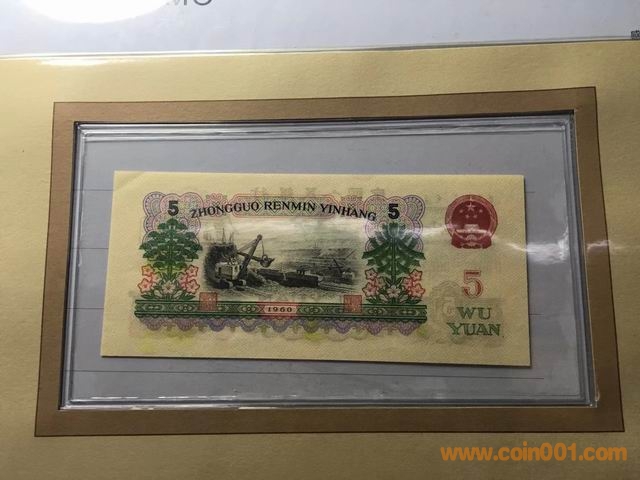 5 ZHONGGUO RENMIN YINHANG 5
5
1960
WU
YUAN
www.coin001.com